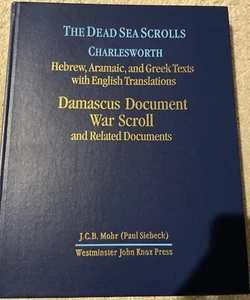 THE DEAD SEA SCROLLS
CHARLESWORTH
Hebrew, Aramaic, and Greek Texts
with English Translations
Damascus Document
War Scroll
and Related Documents
J.C.B. Mohr (Paul Siebeck)
Westminster John Knox Press